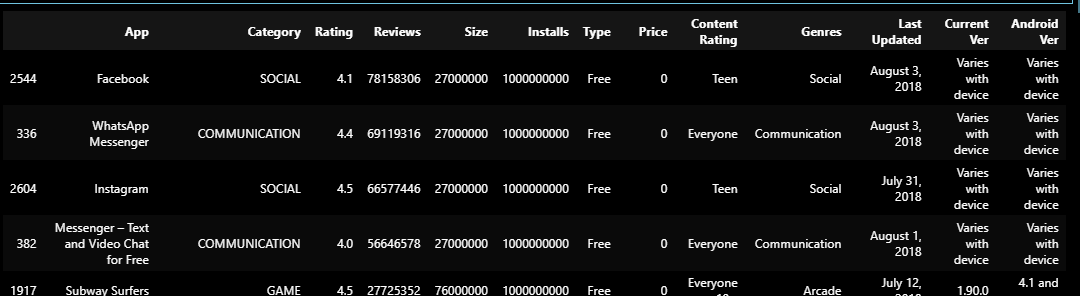 App Category Rating Reviews Size Installs Type Price Content Rating Genres Last Updated Current Ver Android Ver
2544 Facebook SOCIAL 4.1 78158306 27000000 1000000000 Free 0 Teen Social August 3, 2018 Varies with device Varies with device
336 WhatsApp Messenger COMMUNICATION 4.4 69119316 27000000 1000000000 Free 0 Everyone Communication August 3, 2018 Varies with device Varies with device
2604 Instagram SOCIAL 4.5 66577446 27000000 1000000000 Free 0 Teen Social July 31, 2018 Varies with device Varies with device
382 Messenger – Text and Video Chat for Free COMMUNICATION 4.0 56646578 27000000 1000000000 Free 0 Everyone Communication August 1, 2018 Varies with device Varies with device
1917 Subway Surfers GAME 4.5 27725352 76000000 1000000000 Free 0 Everyone Arcade July 12, 1.90.0 4.1 and